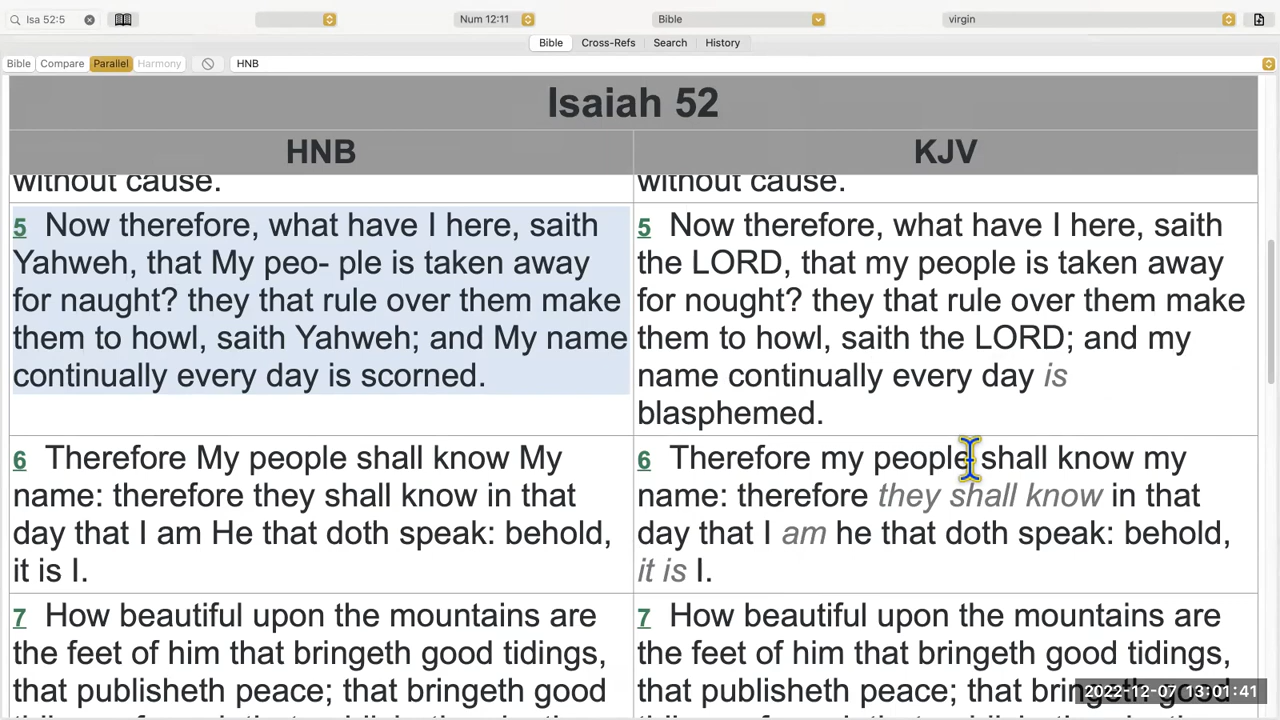 Isa 52:5
Num 12:11
Bible
virgin
Bible Cross-Refs Search History
Bible Compare Parallel Harmony HNB
Isaiah 52
HNB
KJV
without cause.
5 Now therefore, what have I here, saith
Yahweh, that My peo- ple is taken away
for naught? they that rule over them make
them to howl, saith Yahweh; and My name
continually every day is scorned.
6 Therefore My people shall know My
name: therefore they shall know in that
day that I am He that doth speak: behold,
it is I.
7 How beautiful upon the mountains are
the feet of him that bringeth good tidings,
that publisheth peace; that bringeth good
without cause.
5 Now therefore, what have I here, saith
the LORD, that my people is taken away
for nought? they that rule over them make
them to howl, saith the LORD; and my
name continually every day is
blasphemed.
6 Therefore my people shall know my
name: therefore they shall know in that
day that I am he that doth speak: behold,
it is I.
7 How beautiful upon the mountains are
the feet of him that bringeth good tidings,
that publisheth peace; that bringeth good
2022-12-07 13:01:41